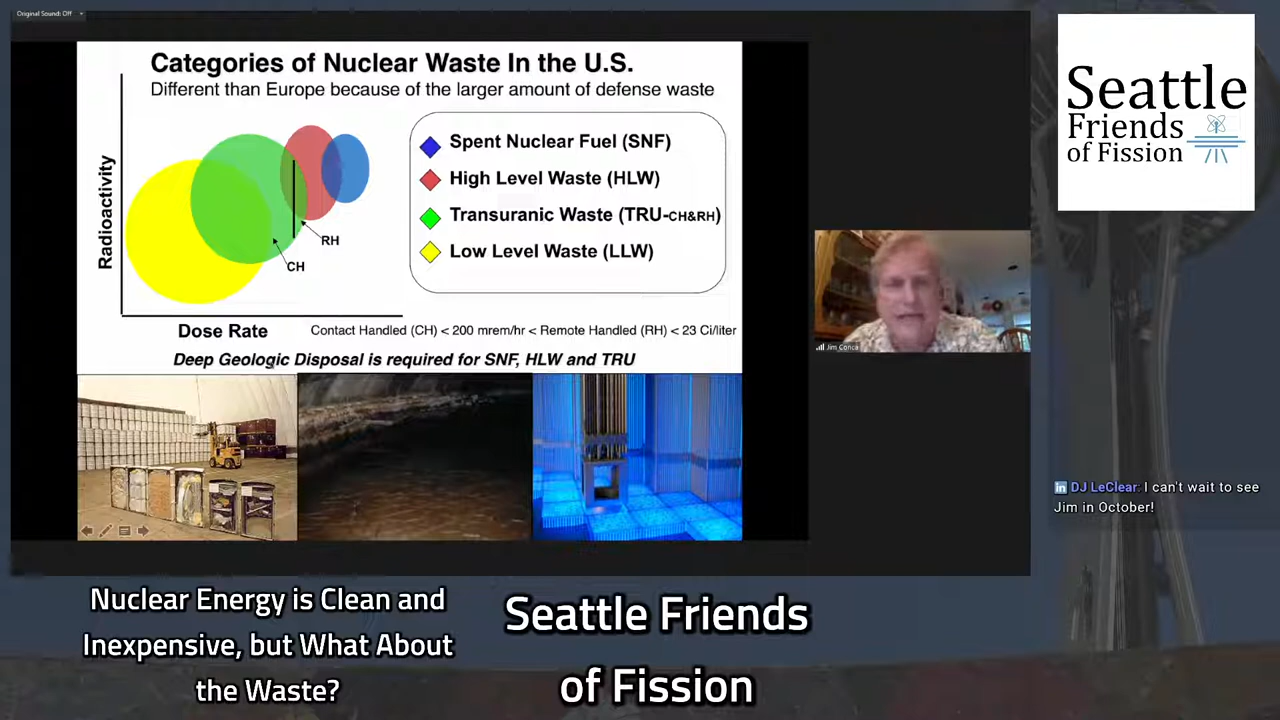 Original Sound: Off
Categories of Nuclear Waste In the U.S.
Different than Europe because of the larger amount of defense waste
Radioactivity
Spent Nuclear Fuel (SNF)
High Level Waste (HLW)
Transuranic Waste (TRU-CH&RH)
Low Level Waste (LLW)
RH
CH
Dose Rate
Contact Handled (CH) < 200 mrem/hr < Remote Handled (RH) < 23 Ci/liter
Deep Geologic Disposal is required for SNF, HLW and TRU
Seattle
Friends
of Fission
Jim Conca
in DJ LeClear: I can't wait to see
Jim in October!
Nuclear Energy is Clean and
Inexpensive, but What About
the Waste?
Seattle Friends
of Fission